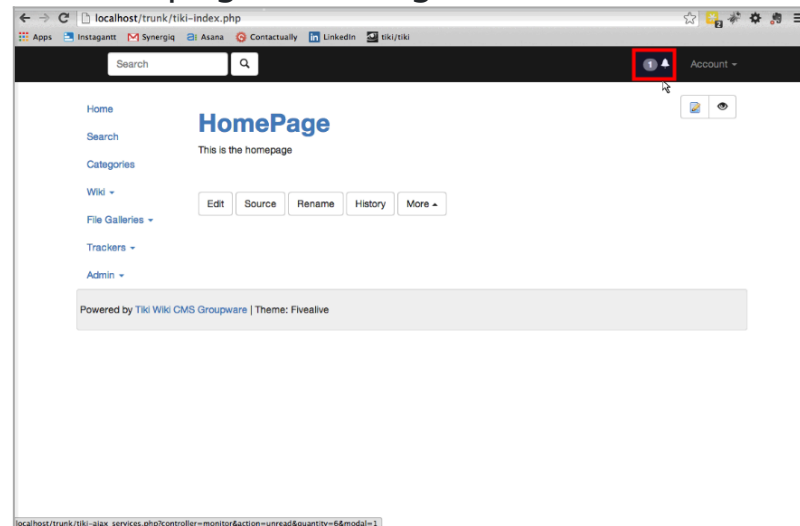 localhost/trunk/tiki-index.php
Apps Instagantt Synergiq Asana Contactually LinkedIn tiki/tiki
Search 1 Account
Home
HomePage
Search
This is the homepage
Categories
Wiki
Edit Source Rename History More
File Galleries
Trackers
Admin
Powered by Tiki Wiki CMS Groupware | Theme: Fivealive
localhost/trunk/tiki-ajax_services.php?controller=monitor&action=unread&quantity=6&modal=1